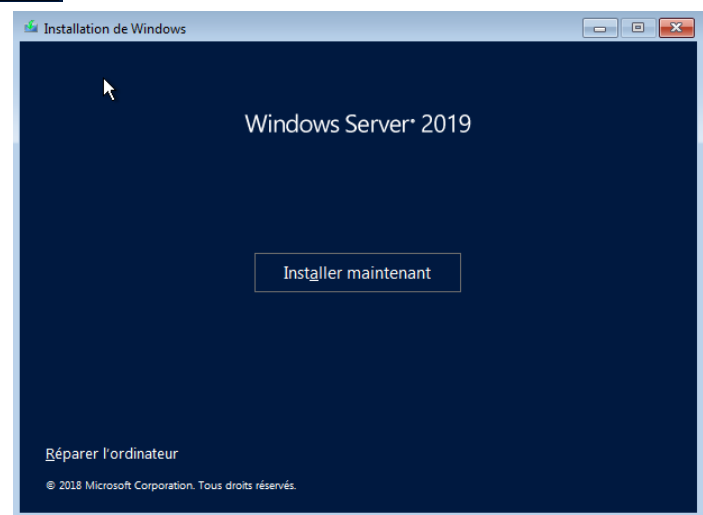 Installation de Windows
Windows Server® 2019
Installer maintenant
Réparer l'ordinateur
© 2018 Microsoft Corporation. Tous droits réservés.